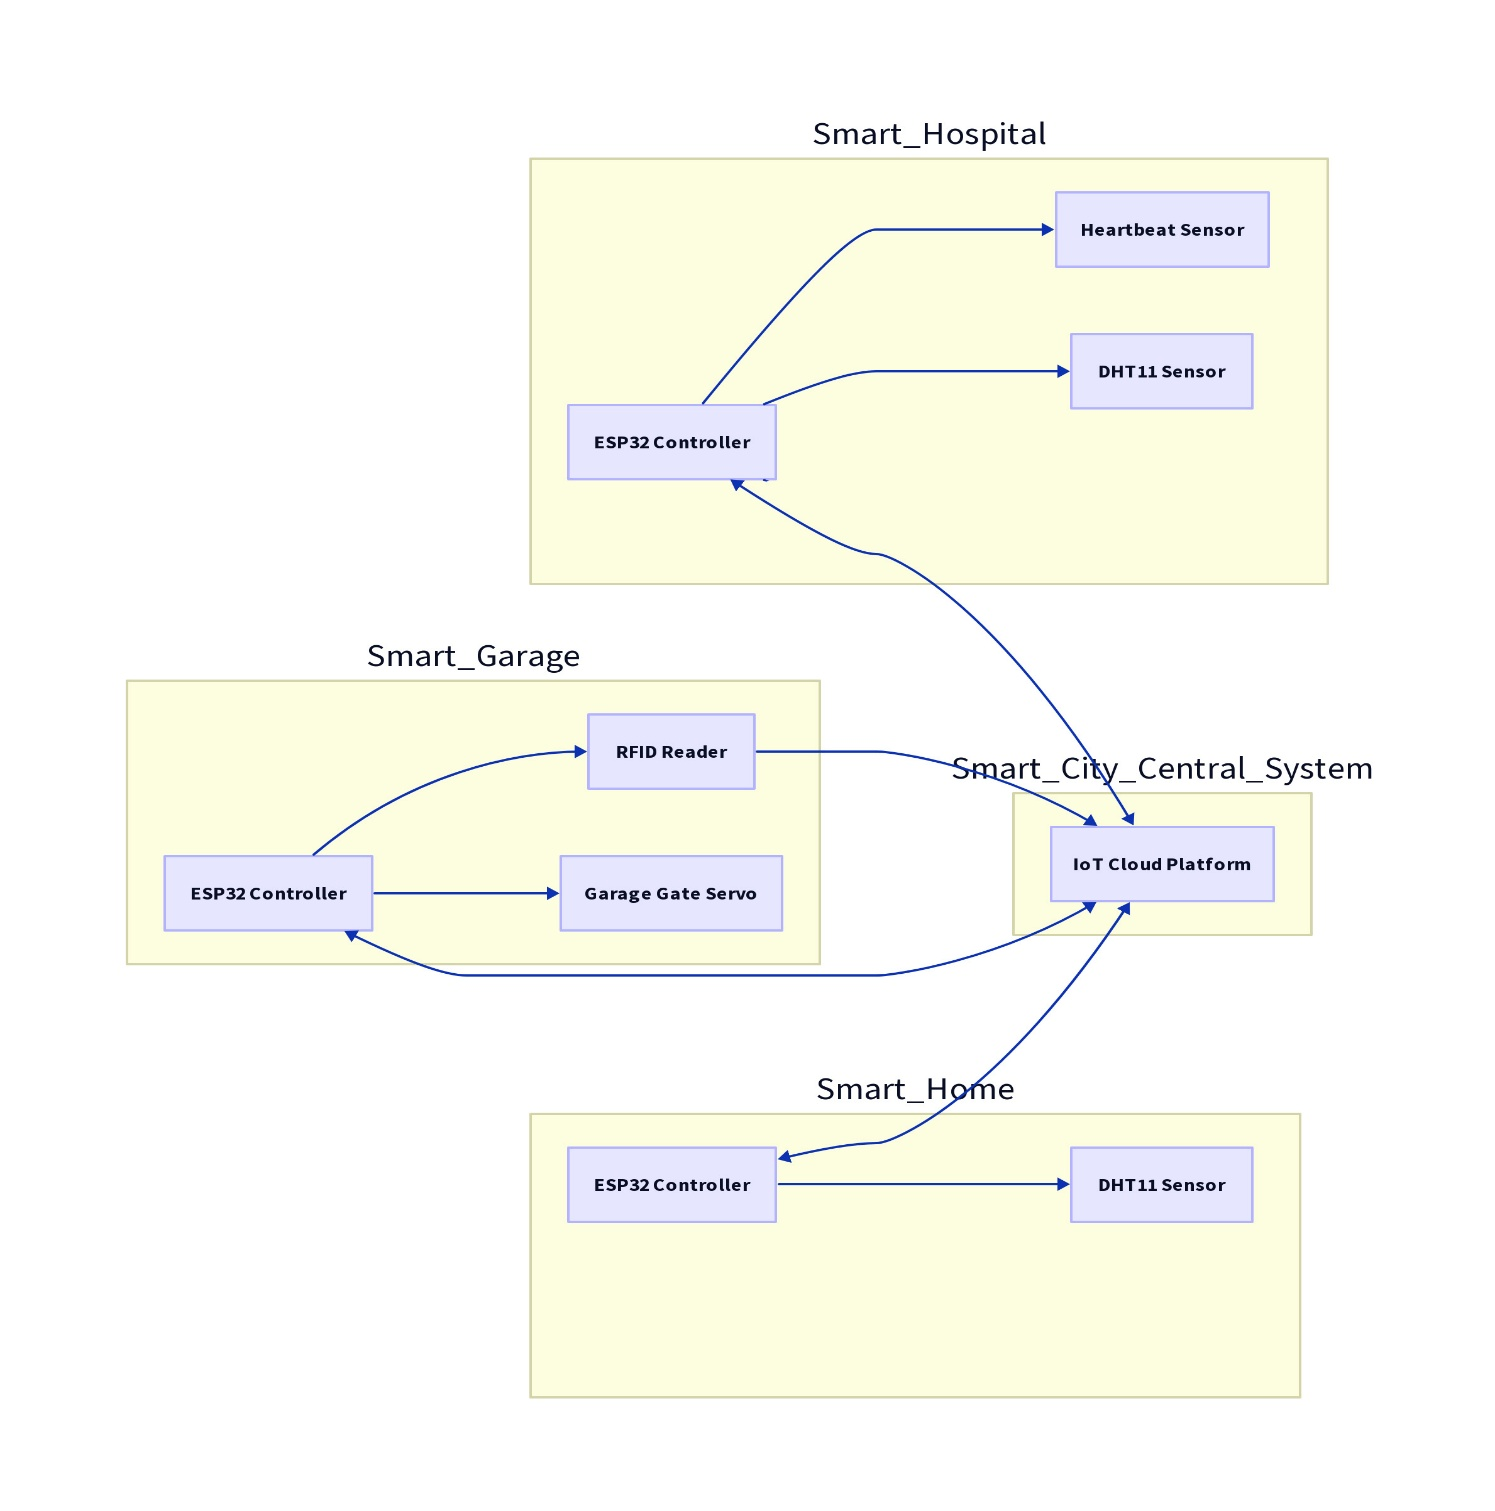 Smart_Hospital
Heartbeat Sensor
DHT11 Sensor
ESP32 Controller
Smart_Garage
RFID Reader
ESP32 Controller
Garage Gate Servo
Smart_City_Central_System
IoT Cloud Platform
Smart_Home
ESP32 Controller
DHT11 Sensor